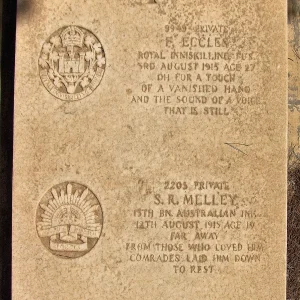 PRIVATE
F. ECCLES
ROYAL INNISKILLING FUS.
3RD AUGUST 1915 AGE 27
OH FOR A TOUCH
OF A VANISHED HAND
AND THE SOUND OF A VOICE
THAT IS STILL
2203 PRIVATE
S. R. MELLEY
15TH BN. AUSTRALIAN INF.
AUGUST 1915 AGE 19
FAR AWAY
FROM THOSE WHO LOVED HIM
COMRADES LAID HIM DOWN
TO REST